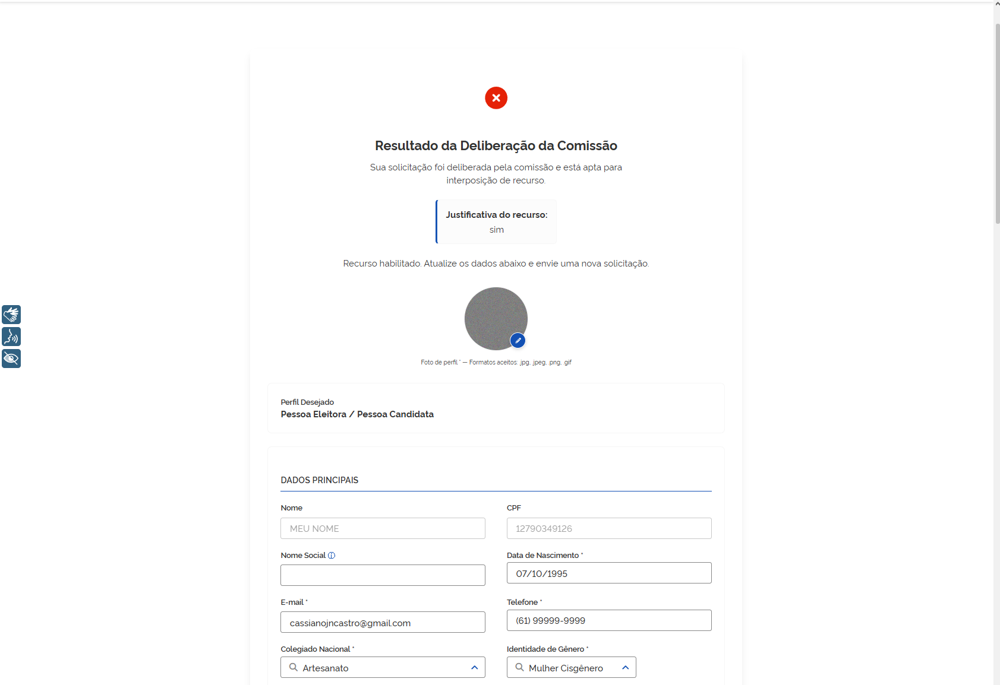 Resultado da Deliberação da Comissão
Sua solicitação foi deliberada pela comissão e está apta para
interposição de recurso.
Justificativa do recurso:
sim
Recurso habilitado. Atualize os dados abaixo e envie uma nova solicitação.
Foto de perfil * — Formatos aceitos: .jpg, .jpeg, .png, .gif
Perfil Desejado
Pessoa Eleitora / Pessoa Candidata
DADOS PRINCIPAIS
Nome
MEU NOME
CPF
12790349126
Nome Social
Data de Nascimento *
07/10/1995
E-mail *
cassianojncastro@gmail.com
Telefone *
(61) 99999-9999
Colegiado Nacional *
Artesanato
Identidade de Gênero *
Mulher Cisgênero